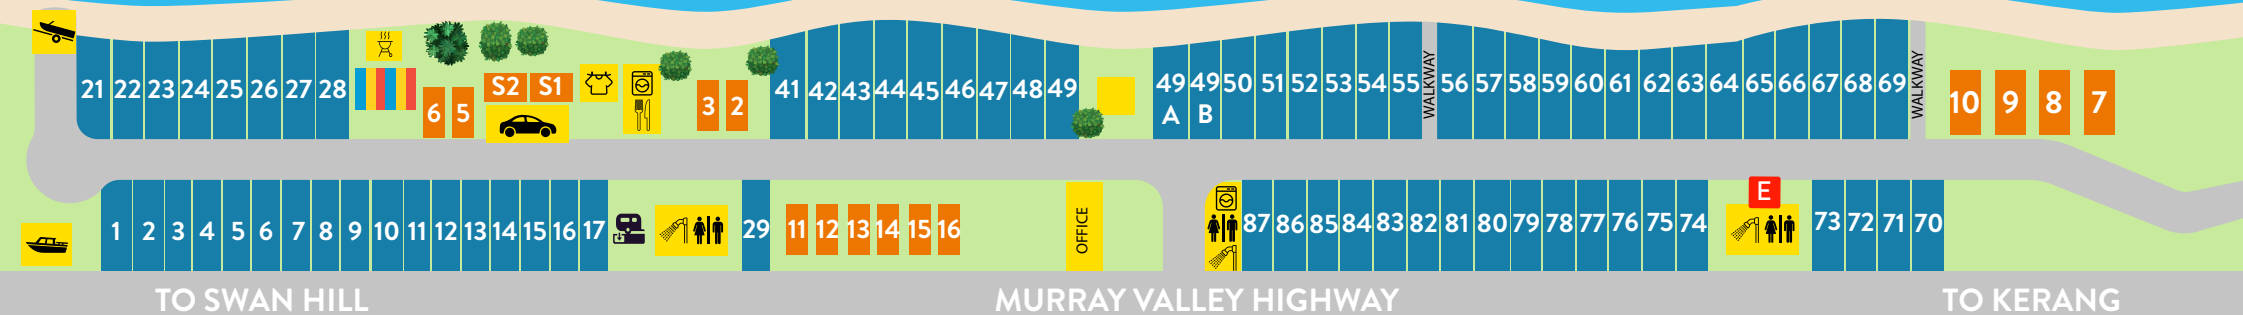 21 22 23 24 25 26 27 28
6 5
S2 S1
3 2
41 42 43 44 45 46 47 48 49
49 A 49 B 50 51 52 53 54 55
WALKWAY
56 57 58 59 60 61 62 63 64 65 66 67 68 69
WALKWAY
10 9 8 7
1 2 3 4 5 6 7 8 9 10 11 12 13 14 15 16 17
29
11 12 13 14 15 16
OFFICE
87 86 85 84 83 82 81 80 79 78 77 76 75 74
E
73 72 71 70
TO SWAN HILL
MURRAY VALLEY HIGHWAY
TO KERANG